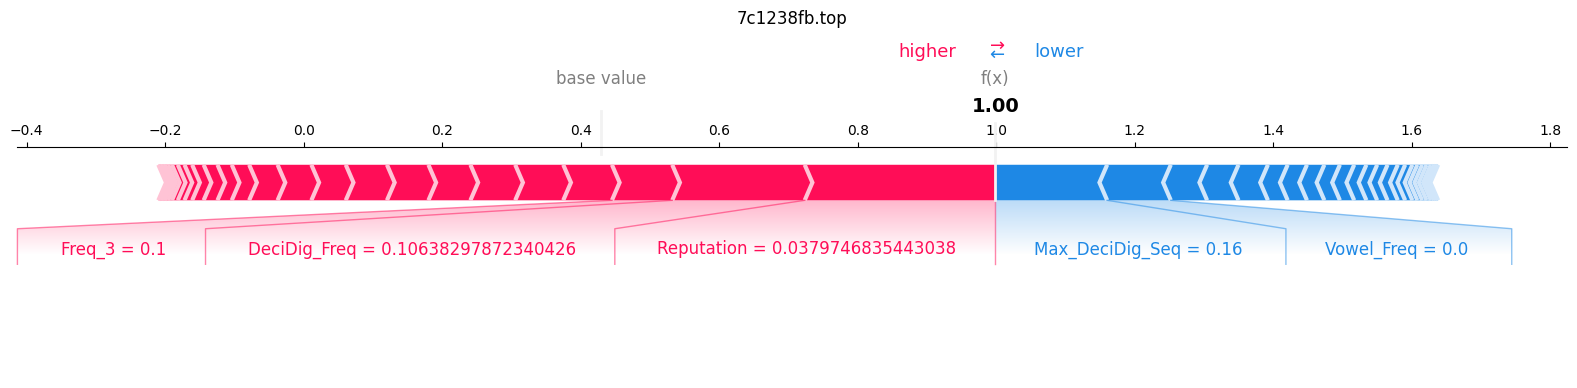 7c1238fb.top
higher ⇄ lower
base value f(x)
1.00
−0.4 −0.2 0.0 0.2 0.4 0.6 0.8 1.0 1.2 1.4 1.6 1.8
Freq_3 = 0.1 DeciDig_Freq = 0.10638297872340426 Reputation = 0.0379746835443038 Max_DeciDig_Seq = 0.16 Vowel_Freq = 0.0